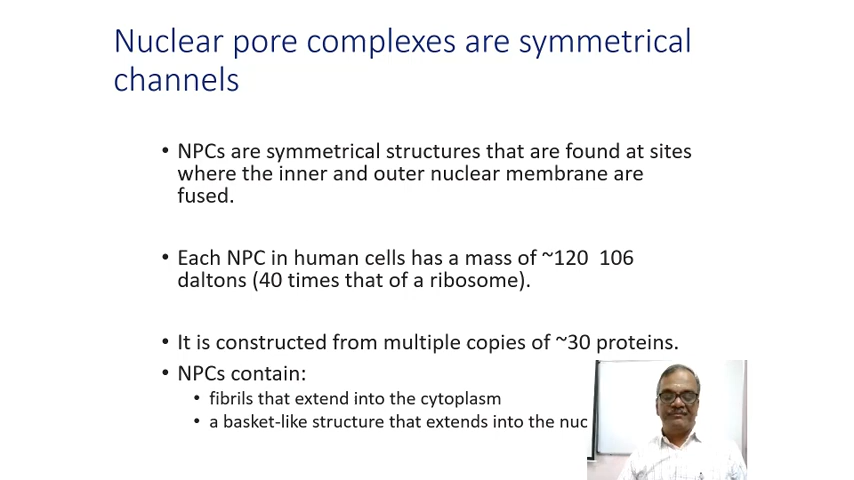 Nuclear pore complexes are symmetrical
channels
• NPCs are symmetrical structures that are found at sites
where the inner and outer nuclear membrane are
fused.
• Each NPC in human cells has a mass of ~120 106
daltons (40 times that of a ribosome).
• It is constructed from multiple copies of ~30 proteins.
• NPCs contain:
• fibrils that extend into the cytoplasm
• a basket-like structure that extends into the nuc